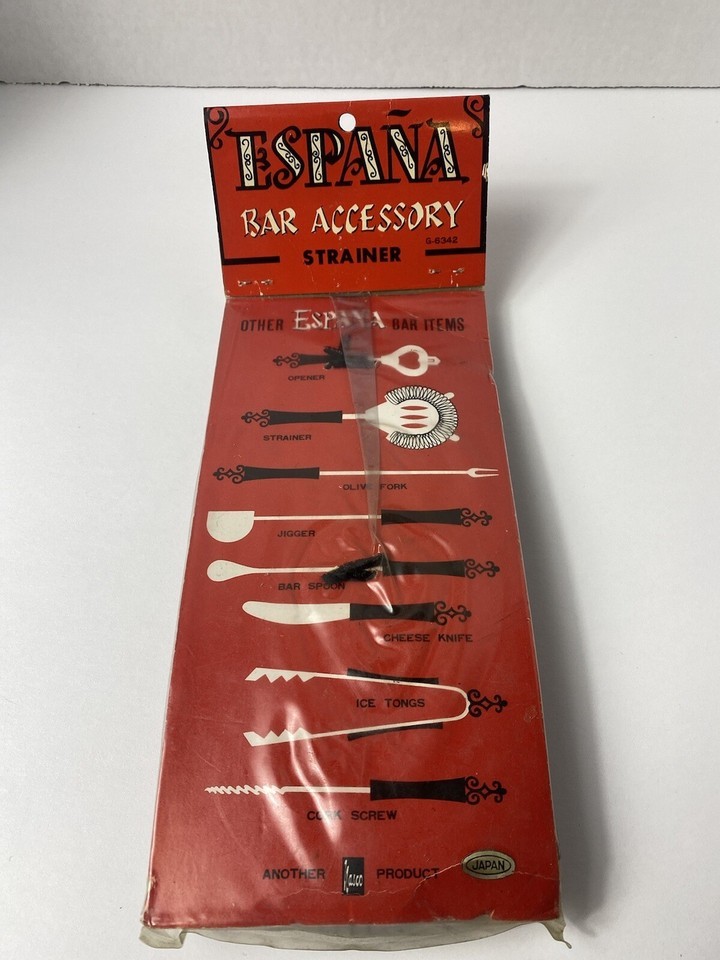 ESPAÑA
BAR ACCESSORY
G-6342
STRAINER
OTHER ESPAÑA BAR ITEMS
OPENER
STRAINER
OLIVE FORK
JIGGER
BAR SPOON
CHEESE KNIFE
ICE TONGS
CORK SCREW
ANOTHER PRODUCT
JAPAN